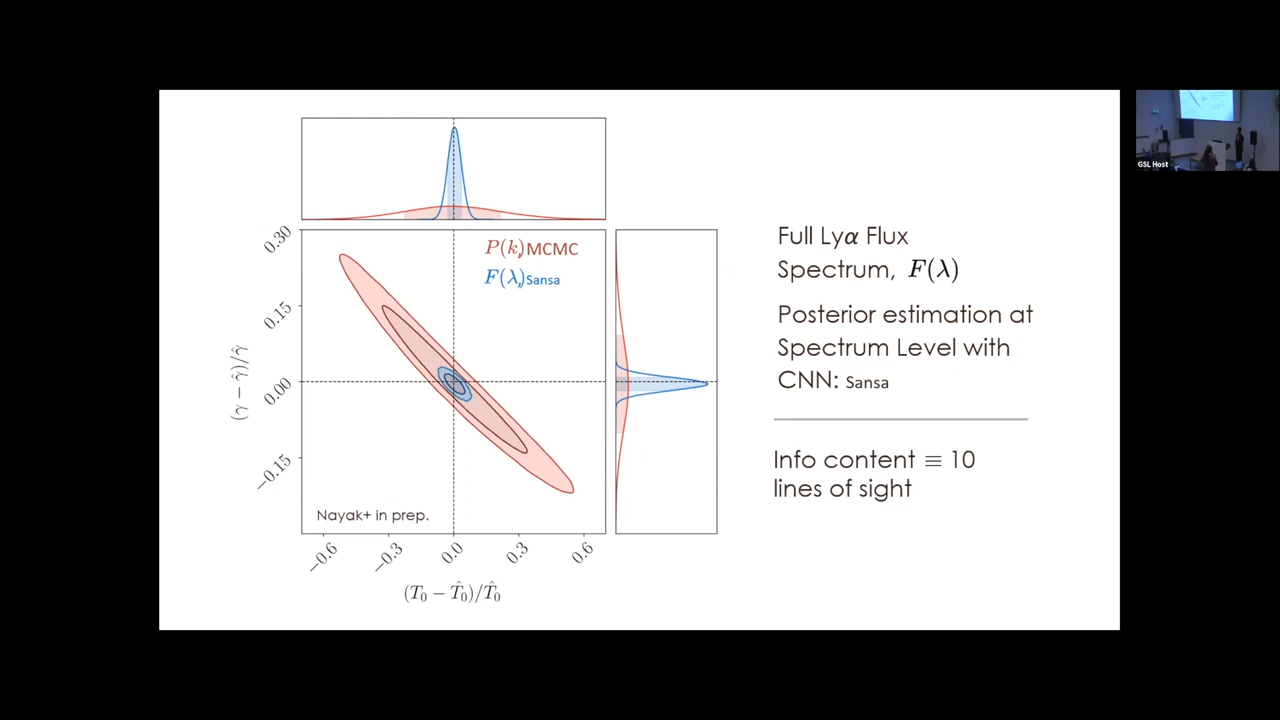 P(k), MCMC
F(λ), Sansa
0.30
0.15
0.00
−0.15
(γ − γ̂)/γ̂
Nayak+ in prep.
−0.6
−0.3
0.0
0.3
0.6
(T₀ − T̂₀)/T̂₀
Full Lyα Flux
Spectrum, F(λ)
Posterior estimation at
Spectrum Level with
CNN: Sansa
Info content ≡ 10
lines of sight
GSL Host